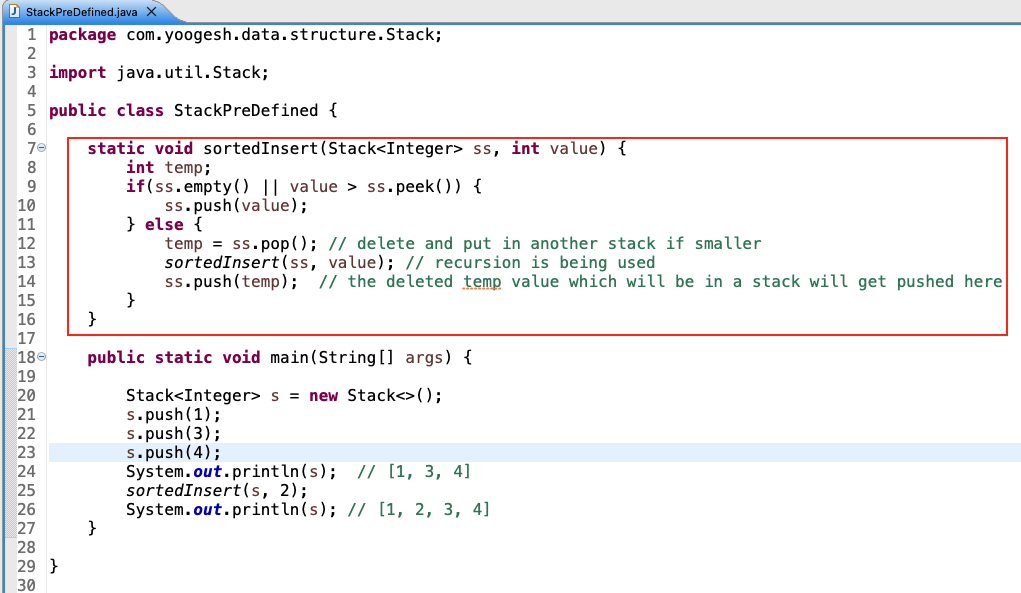 StackPreDefined.java
1 package com.yoogesh.data.structure.Stack;
2
3 import java.util.Stack;
4
5 public class StackPreDefined {
6
7 static void sortedInsert(Stack<Integer> ss, int value) {
8 int temp;
9 if(ss.empty() || value > ss.peek()) {
10 ss.push(value);
11 } else {
12 temp = ss.pop(); // delete and put in another stack if smaller
13 sortedInsert(ss, value); // recursion is being used
14 ss.push(temp);  // the deleted temp value which will be in a stack will get pushed here
15 }
16 }
17
18 public static void main(String[] args) {
19
20 Stack<Integer> s = new Stack<>();
21 s.push(1);
22 s.push(3);
23 s.push(4);
24 System.out.println(s);  // [1, 3, 4]
25 sortedInsert(s, 2);
26 System.out.println(s); // [1, 2, 3, 4]
27 }
28
29 }
30